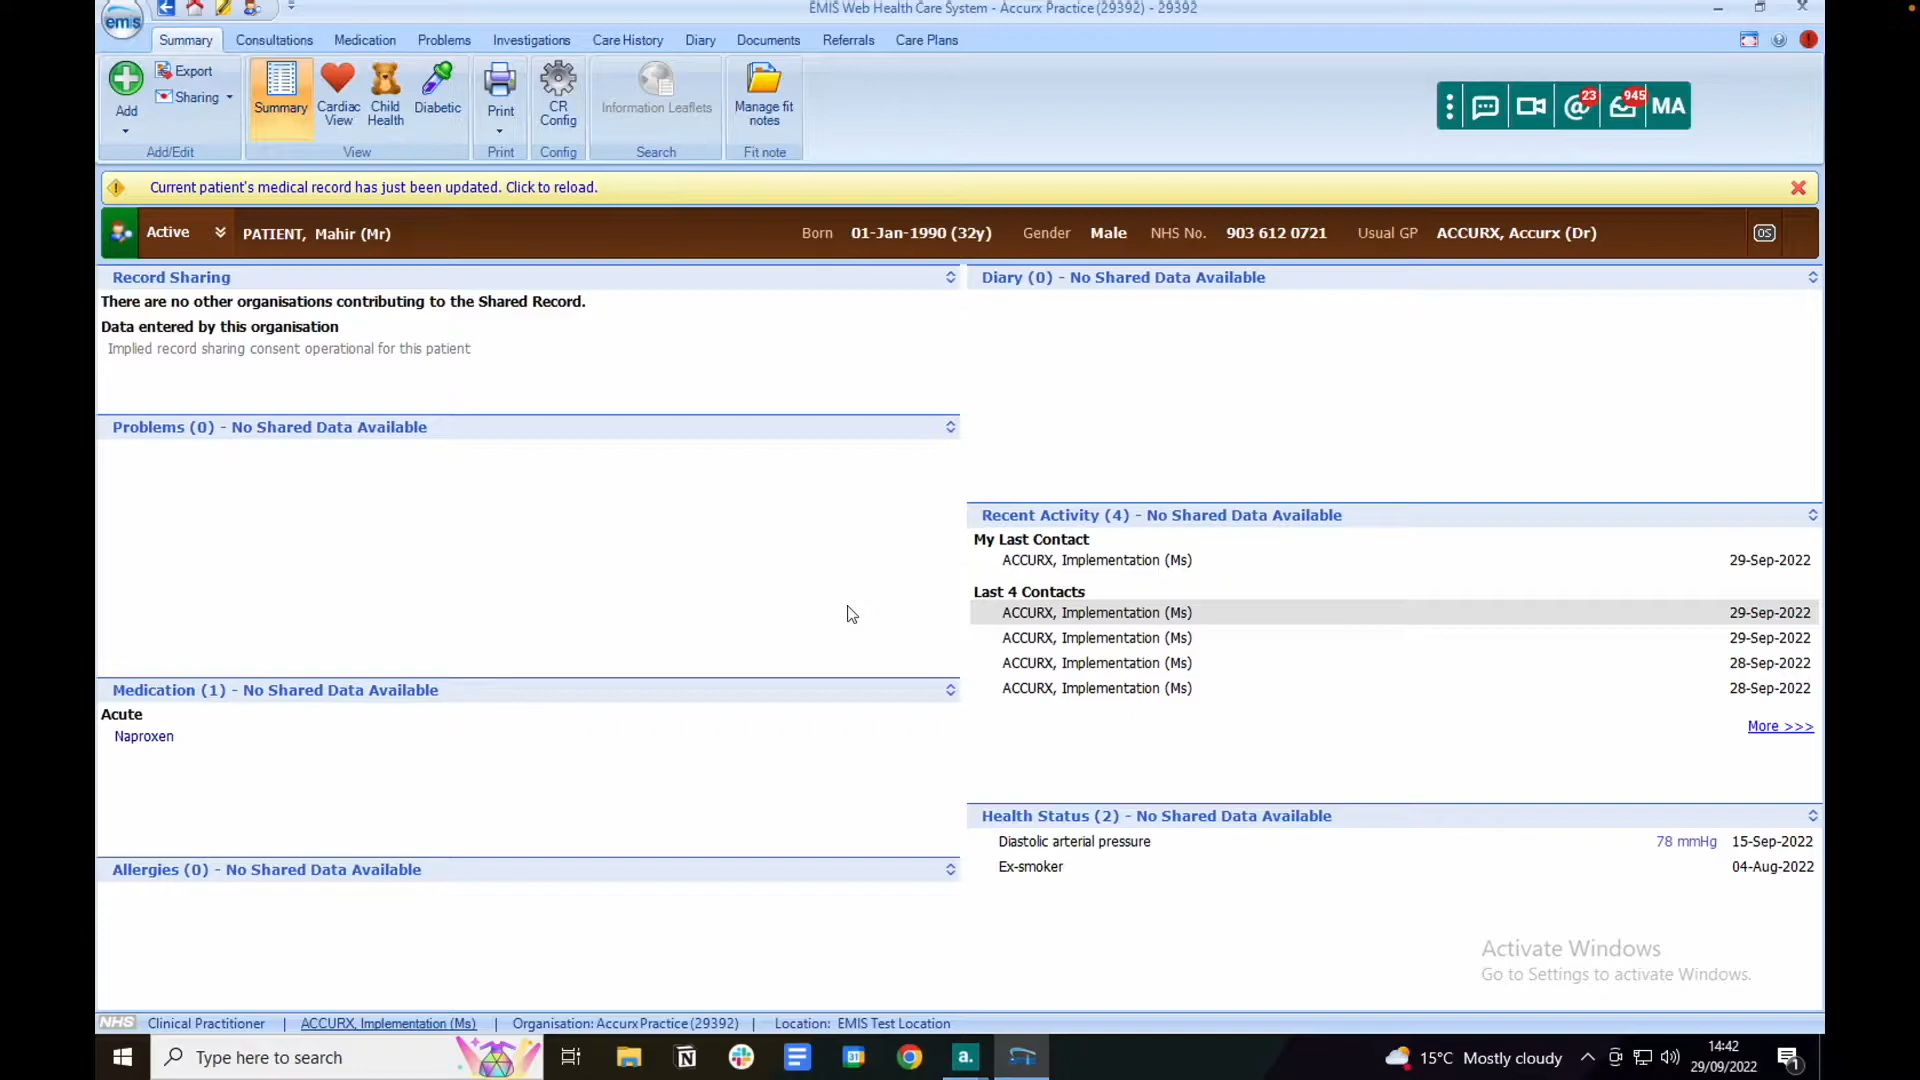 EMIS Web Health Care System - Accurx Practice (29392) - 29392
emis
Summary Consultations Medication Problems Investigations Care History Diary Documents Referrals Care Plans
Add
Export
Sharing
Add/Edit
Summary
Cardiac View
Child Health
Diabetic
View
Print
Print
CR Config
Config
Information Leaflets
Search
Manage fit notes
Fit note
23
945
MA
Current patient's medical record has just been updated. Click to reload.
Active PATIENT, Mahir (Mr) Born 01-Jan-1990 (32y) Gender Male NHS No. 903 612 0721 Usual GP ACCURX, Accurx (Dr) OS
Record Sharing
There are no other organisations contributing to the Shared Record.
Data entered by this organisation
Implied record sharing consent operational for this patient
Problems (0) - No Shared Data Available
Medication (1) - No Shared Data Available
Acute
Naproxen
Allergies (0) - No Shared Data Available
Diary (0) - No Shared Data Available
Recent Activity (4) - No Shared Data Available
My Last Contact
ACCURX, Implementation (Ms) 29-Sep-2022
Last 4 Contacts
ACCURX, Implementation (Ms) 29-Sep-2022
ACCURX, Implementation (Ms) 29-Sep-2022
ACCURX, Implementation (Ms) 28-Sep-2022
ACCURX, Implementation (Ms) 28-Sep-2022
More >>>
Health Status (2) - No Shared Data Available
Diastolic arterial pressure 78 mmHg 15-Sep-2022
Ex-smoker 04-Aug-2022
Activate Windows
Go to Settings to activate Windows.
NHS Clinical Practitioner | ACCURX, Implementation (Ms) | Organisation: Accurx Practice (29392) | Location: EMIS Test Location
Type here to search
a.
15°C Mostly cloudy
14:42
29/09/2022
1